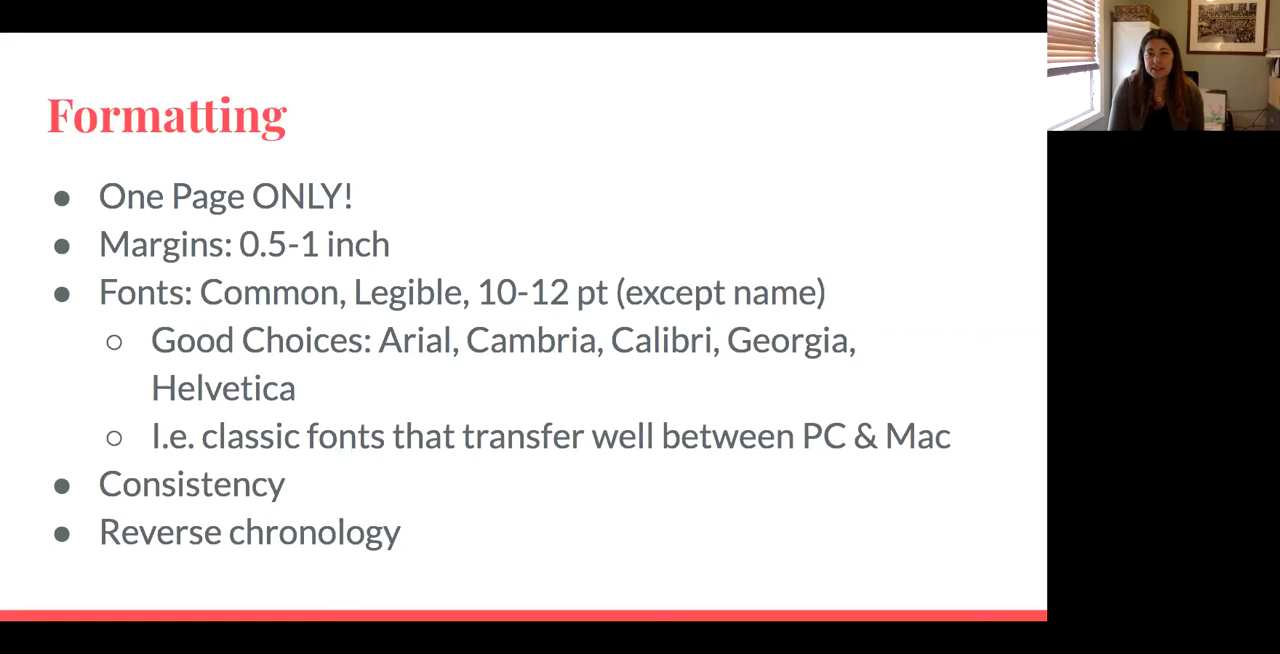 Formatting
● One Page ONLY!
● Margins: 0.5-1 inch
● Fonts: Common, Legible, 10-12 pt (except name)
○ Good Choices: Arial, Cambria, Calibri, Georgia,
Helvetica
○ I.e. classic fonts that transfer well between PC & Mac
● Consistency
● Reverse chronology